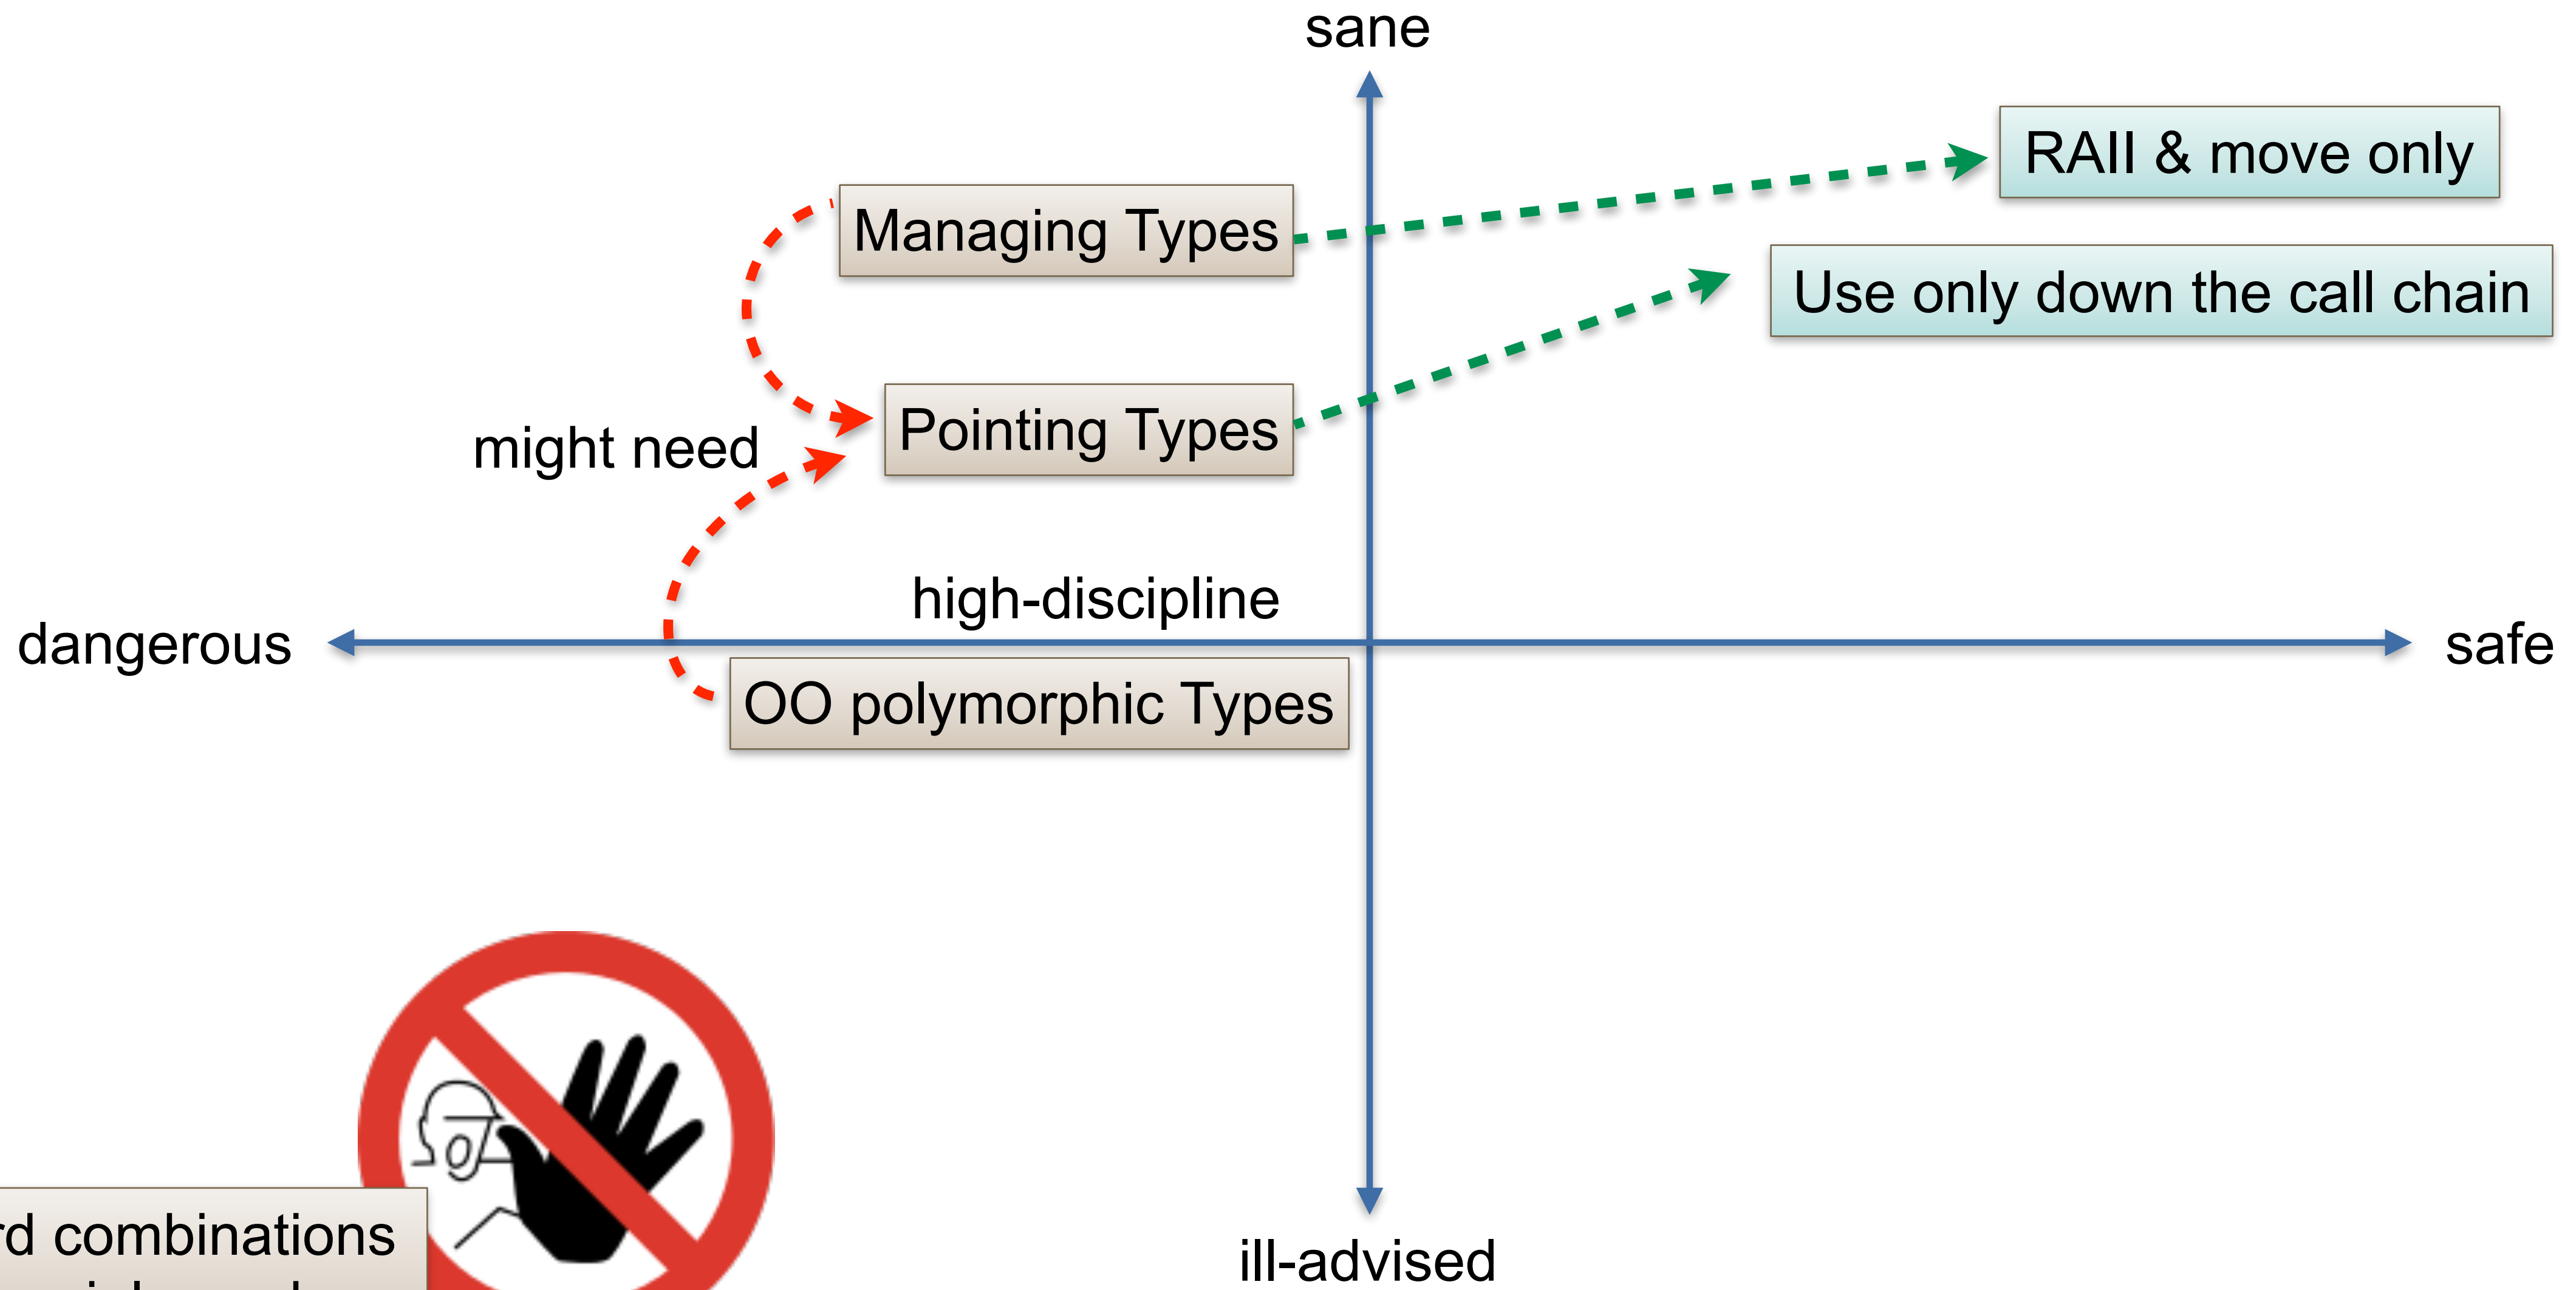 sane
RAII & move only
Managing Types
Use only down the call chain
Pointing Types
might need
high-discipline
dangerous
safe
OO polymorphic Types
combinations
ill-advised